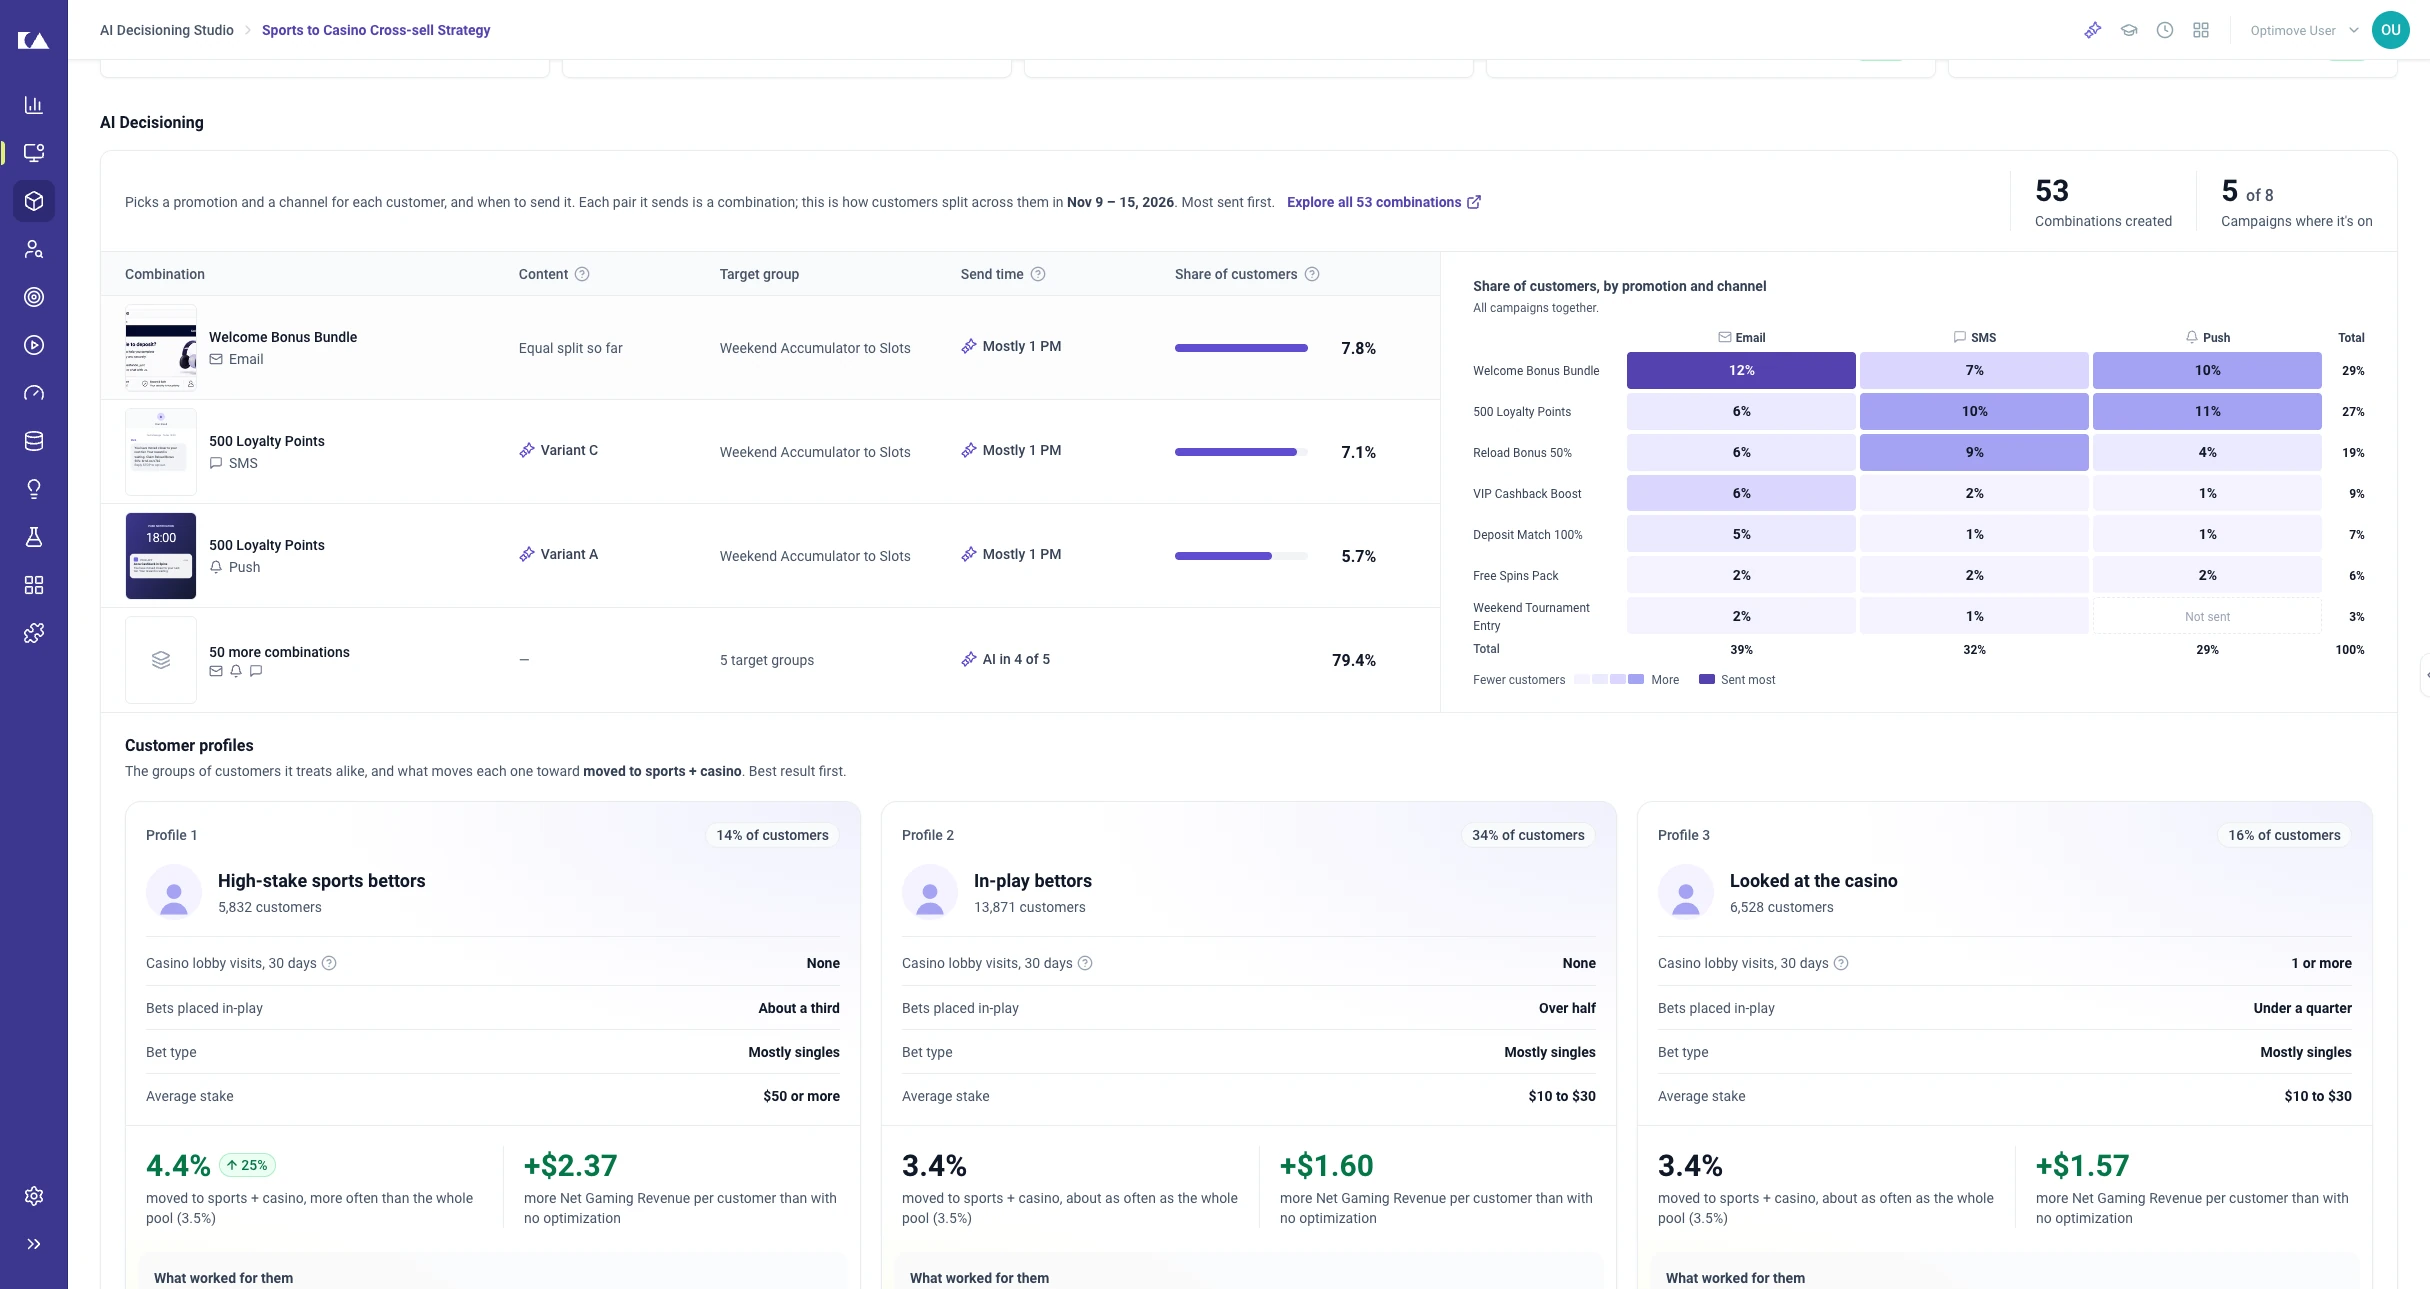 AI Decisioning Studio
Sports to Casino Cross-sell Strategy
Optimove User
OU
AI Decisioning
Picks a promotion and a channel for each customer, and when to send it. Each pair it sends is a combination; this is how customers split across them in Nov 9 – 15, 2026. Most sent first. Explore all 53 combinations
53
Combinations created
5 of 8
Campaigns where it's on
Combination Content Target group Send time Share of customers
Welcome Bonus Bundle
Email
Equal split so far
Weekend Accumulator to Slots
Mostly 1 PM
7.8%
500 Loyalty Points
SMS
Variant C
Weekend Accumulator to Slots
Mostly 1 PM
7.1%
18:00
500 Loyalty Points
Push
Variant A
Weekend Accumulator to Slots
Mostly 1 PM
5.7%
50 more combinations
—
5 target groups
AI in 4 of 5
79.4%
Share of customers, by promotion and channel
All campaigns together.
Email SMS Push Total
Welcome Bonus Bundle 12% 7% 10% 29%
500 Loyalty Points 6% 10% 11% 27%
Reload Bonus 50% 6% 9% 4% 19%
VIP Cashback Boost 6% 2% 1% 9%
Deposit Match 100% 5% 1% 1% 7%
Free Spins Pack 2% 2% 2% 6%
Weekend Tournament
Entry
2% 1% Not sent 3%
Total 39% 32% 29% 100%
Fewer customers More Sent most
Customer profiles
The groups of customers it treats alike, and what moves each one toward moved to sports + casino. Best result first.
Profile 1
14% of customers
High-stake sports bettors
5,832 customers
Casino lobby visits, 30 days None
Bets placed in-play About a third
Bet type Mostly singles
Average stake $50 or more
4.4% ↑ 25%
moved to sports + casino, more often than the whole
pool (3.5%)
+$2.37
more Net Gaming Revenue per customer than with
no optimization
What worked for them
Profile 2
34% of customers
In-play bettors
13,871 customers
Casino lobby visits, 30 days None
Bets placed in-play Over half
Bet type Mostly singles
Average stake $10 to $30
3.4%
moved to sports + casino, about as often as the whole
pool (3.5%)
+$1.60
more Net Gaming Revenue per customer than with
no optimization
What worked for them
Profile 3
16% of customers
Looked at the casino
6,528 customers
Casino lobby visits, 30 days 1 or more
Bets placed in-play Under a quarter
Bet type Mostly singles
Average stake $10 to $30
3.4%
moved to sports + casino, about as often as the whole
pool (3.5%)
+$1.57
more Net Gaming Revenue per customer than with
no optimization
What worked for them